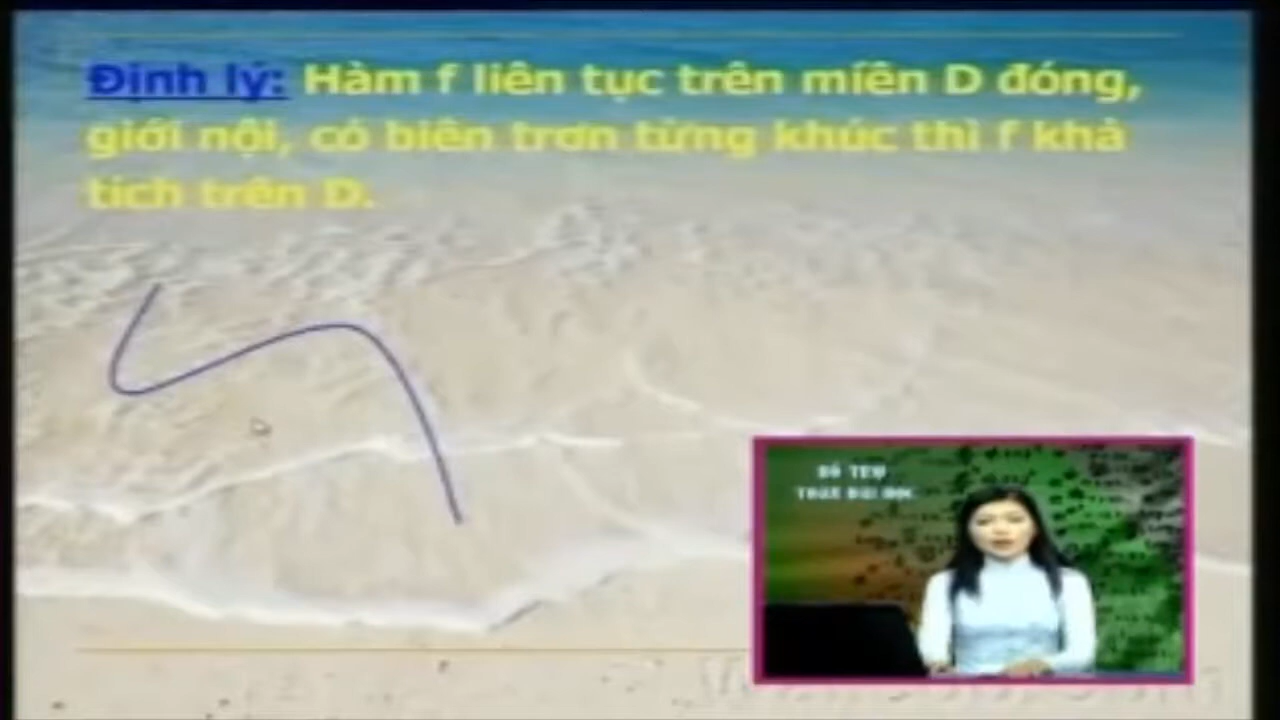 Định lý: Hàm f liên tục trên miền D đóng,
giới nội, có biên trơn từng khúc thì f khả
tích trên D.